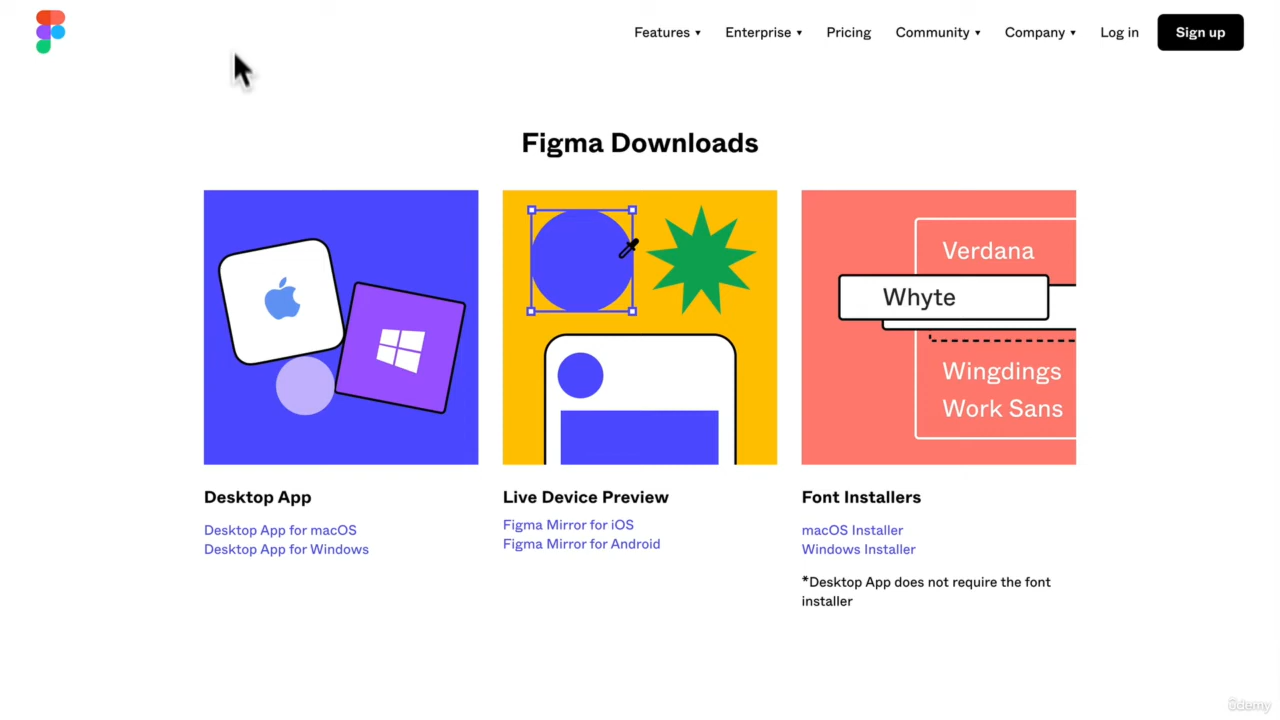 Features ▾ Enterprise ▾ Pricing Community ▾ Company ▾ Log in Sign up
Figma Downloads
Verdana
Whyte
Wingdings
Work Sans
Desktop App
Desktop App for macOS
Desktop App for Windows
Live Device Preview
Figma Mirror for iOS
Figma Mirror for Android
Font Installers
macOS Installer
Windows Installer
*Desktop App does not require the font
installer
ûdemy